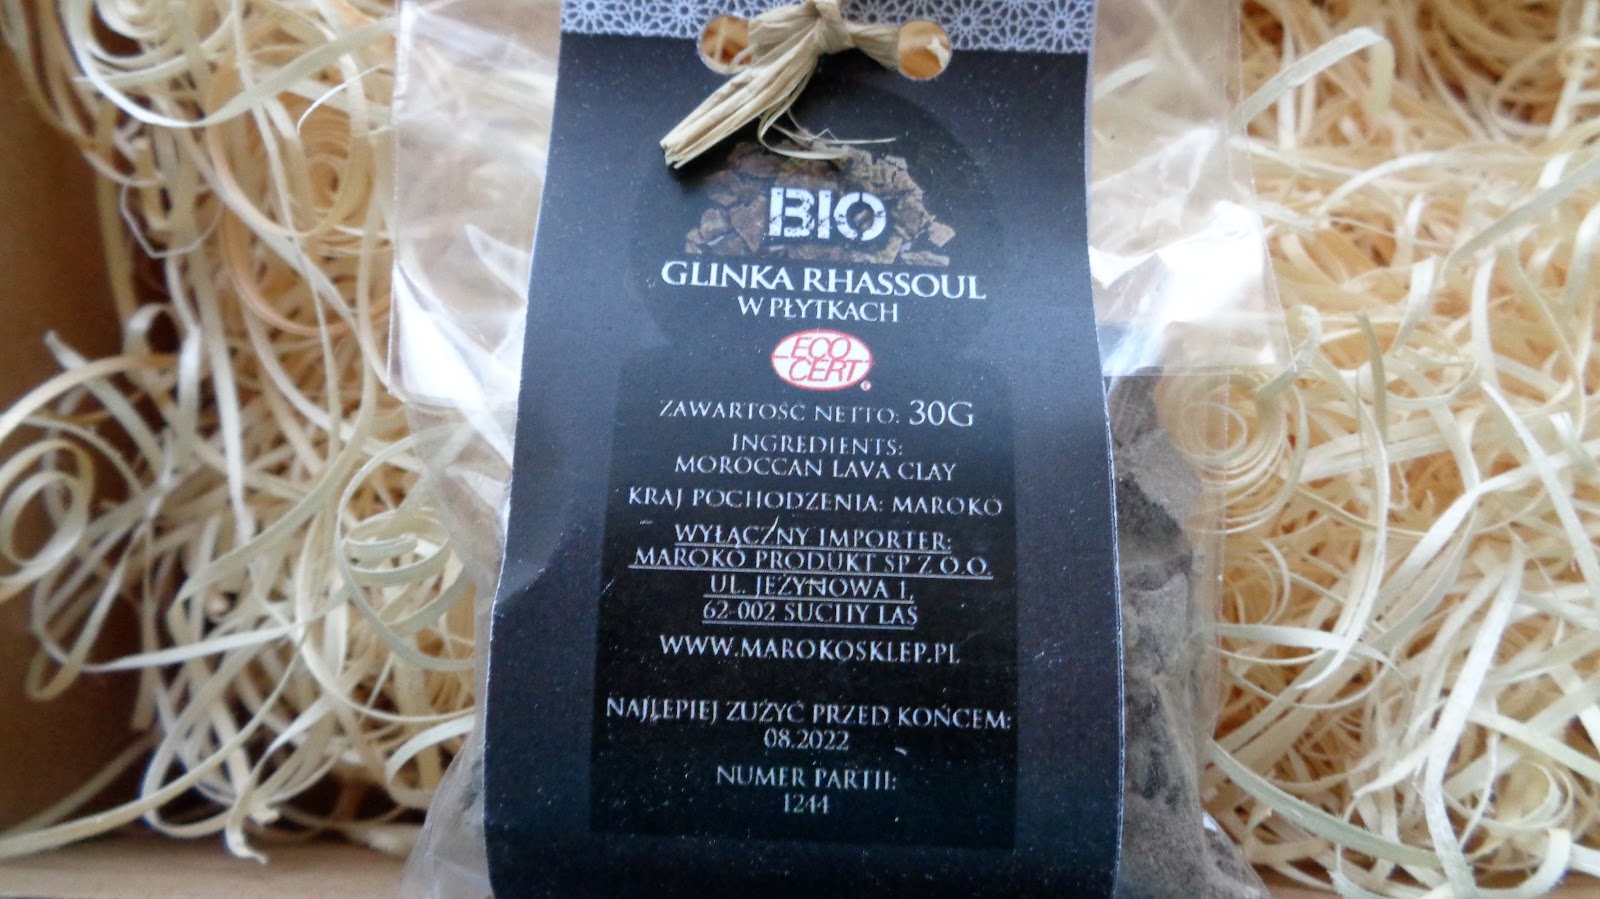 BIO
GLINKA RHASSOUL
W PŁYTKACH
ECO
CERT
ZAWARTOŚĆ NETTO: 30G
INGREDIENTS:
MOROCCAN LAVA CLAY
KRAJ POCHODZENIA: MAROKO
WYŁĄCZNY IMPORTER:
MAROKO PRODUKT SP Z O.O.
UL. JEŻYNOWA 1,
62-002 SUCHY LAS
WWW.MAROKOSKLEP.PL
NAJLEPIEJ ZUŻYĆ PRZED KOŃCEM:
08.2022
NUMER PARTII:
1244